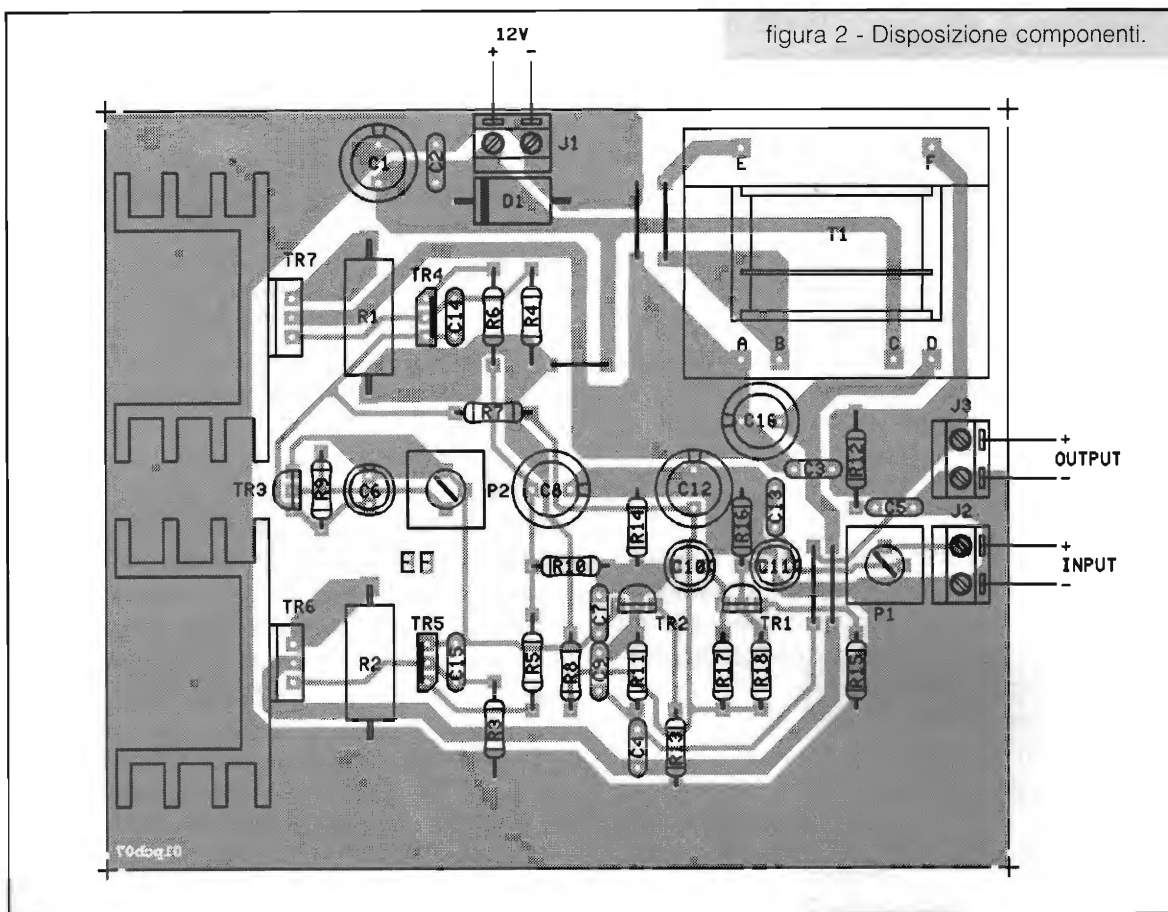 figura 2 - Disposizione componenti.
12V
+ -
C1
C2
J1
D1
E
F
T1
TR7
R1
TR4
C14
R6
R4
A
B
C
D
R7
C16
J3
+
OUTPUT
-
C3
R12
TR3
R9
C6
P2
C8
C12
C13
C5
J2
R14
R16
+
INPUT
-
EF
R10
C10
C11
P1
TR6
R2
TR5
C15
C7
TR2
TR1
R5
R8
C9
R11
R17
R18
R15
R3
C4
R13
01pcb07